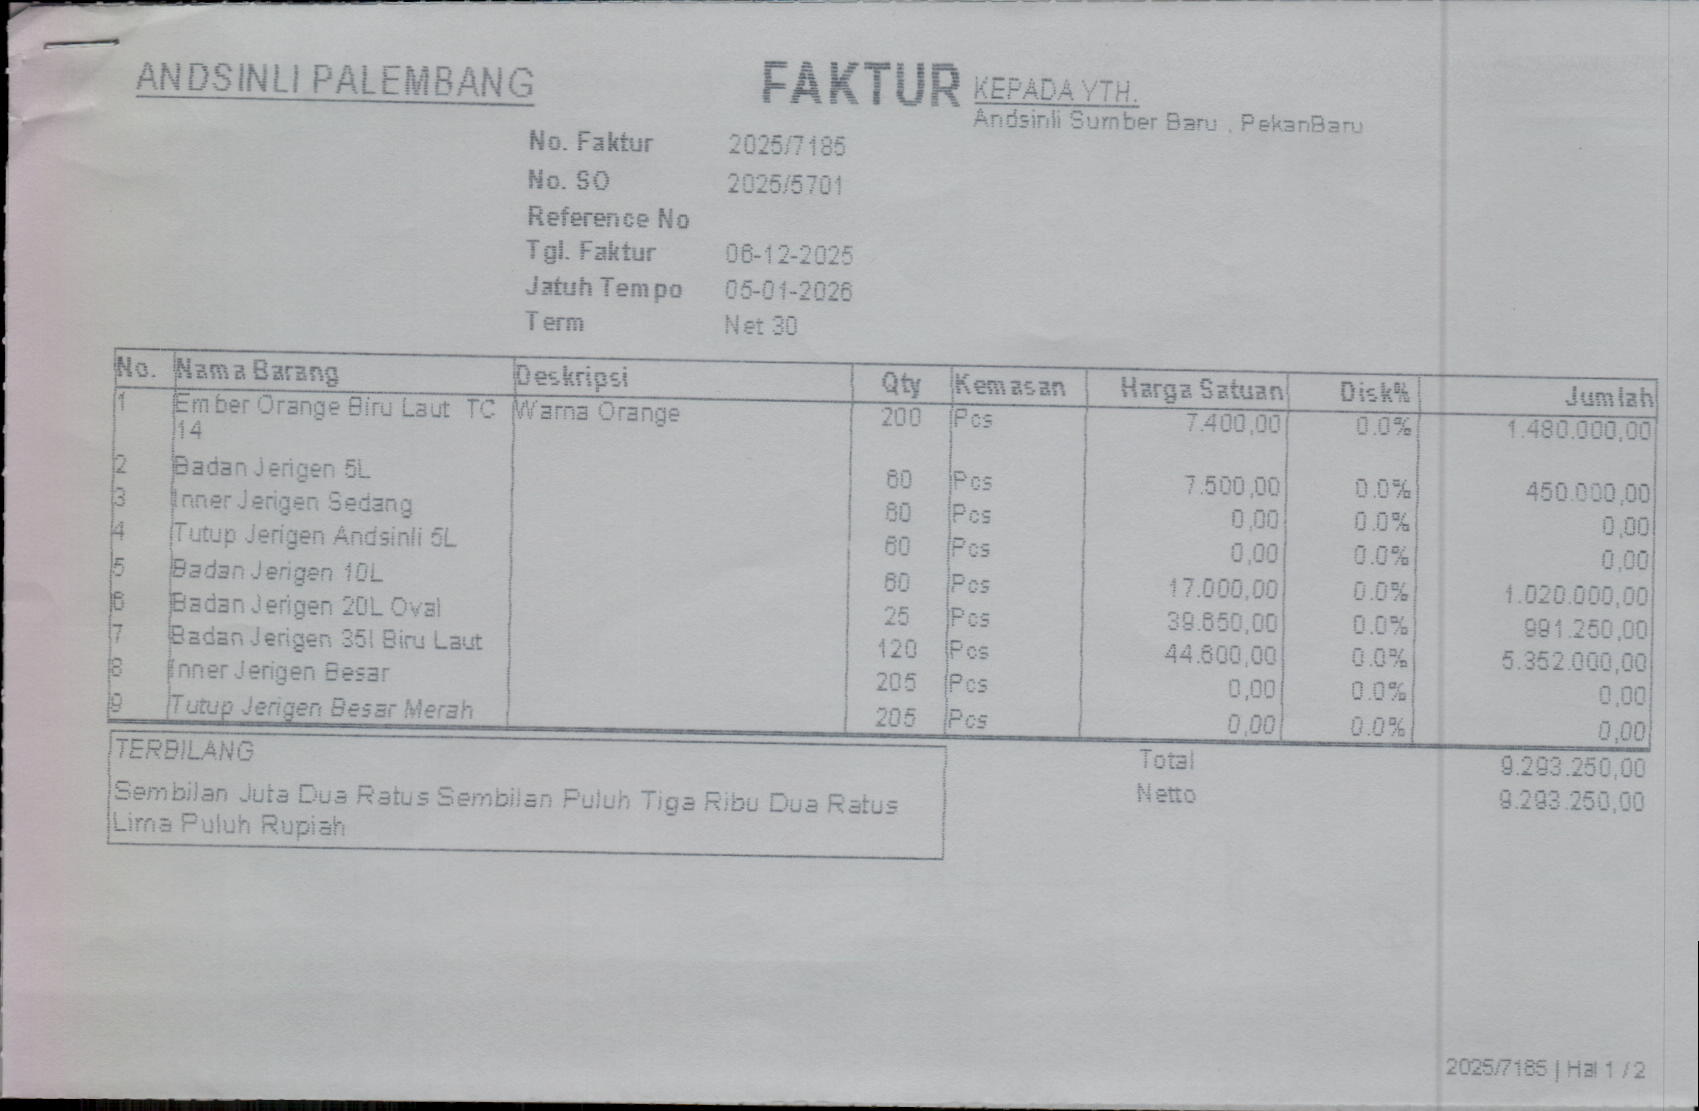 ANDSINLI PALEMBANG
FAKTUR
KEPADA YTH.
Andsinli Sumber Baru , PekanBaru
No. Faktur 2025/7185
No. SO 2025/5701
Reference No
Tgl. Faktur 06-12-2025
Jatuh Tempo 05-01-2026
Term Net 30
No. Nama Barang Deskripsi Qty Kemasan Harga Satuan Disk% Jumlah
1 Ember Orange Biru Laut TC Warna Orange 200 Pcs 7.400,00 0.0% 1.480.000,00
14
2 Badan Jerigen 5L 60 Pcs 7.500,00 0.0% 450.000,00
3 Inner Jerigen Sedang 60 Pcs 0,00 0.0% 0,00
4 Tutup Jerigen Andsinli 5L 60 Pcs 0,00 0.0% 0,00
5 Badan Jerigen 10L 60 Pcs 17.000,00 0.0% 1.020.000,00
6 Badan Jerigen 20L Oval 25 Pcs 39.650,00 0.0% 991.250,00
7 Badan Jerigen 35l Biru Laut 120 Pcs 44.600,00 0.0% 5.352.000,00
8 Inner Jerigen Besar 205 Pcs 0,00 0.0% 0,00
9 Tutup Jerigen Besar Merah 205 Pcs 0,00 0.0% 0,00
TERBILANG
Sembilan Juta Dua Ratus Sembilan Puluh Tiga Ribu Dua Ratus
Lima Puluh Rupiah
Total 9.293.250,00
Netto 9.293.250,00
2025/7185 | Hal 1 / 2